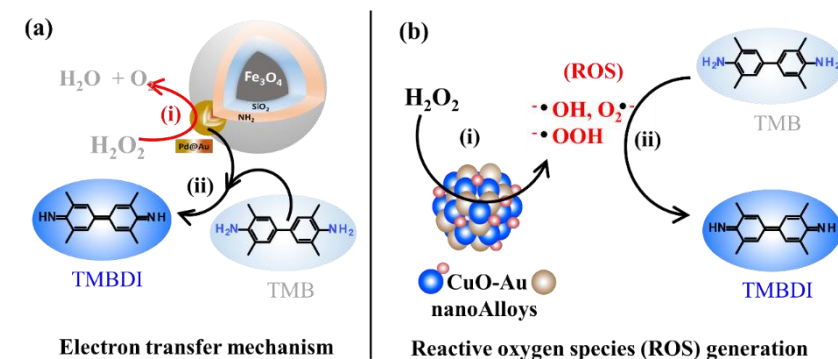 (a)
H₂O + O₂
(i)
H₂O₂
Fe₃O₄
SiO₂
NH₂
Pd@Au
(ii)
HN
NH
TMBDI
H₂N
NH₂
TMB
Electron transfer mechanism
(b)
H₂O₂
(i)
(ROS)
⁻•OH, O₂•⁻
⁻•OOH
(ii)
H₂N
NH₂
TMB
HN
NH
TMBDI
CuO-Au
nanoAlloys
Reactive oxygen species (ROS) generation